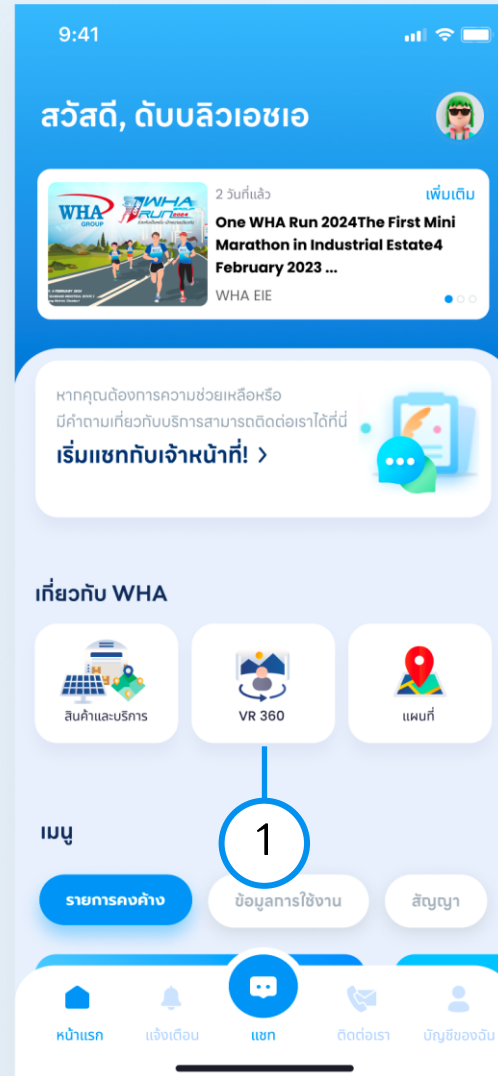 9:41
สวัสดี, ดับบลิวเอชเอ
WHA
GROUP
WHA
RUN 2024
2 วันที่แล้ว
เพิ่มเติม
One WHA Run 2024The First Mini
Marathon in Industrial Estate4
February 2023 ...
WHA EIE
หากคุณต้องการความช่วยเหลือหรือ
มีคำถามเกี่ยวกับบริการสามารถติดต่อเราได้ที่นี่
เริ่มแชทกับเจ้าหน้าที่! >
เกี่ยวกับ WHA
สินค้าและบริการ
VR 360
แผนที่
1
เมนู
รายการคงค้าง
ข้อมูลการใช้งาน
สัญญา
หน้าแรก
แจ้งเตือน
แชท
ติดต่อเรา
บัญชีของฉัน